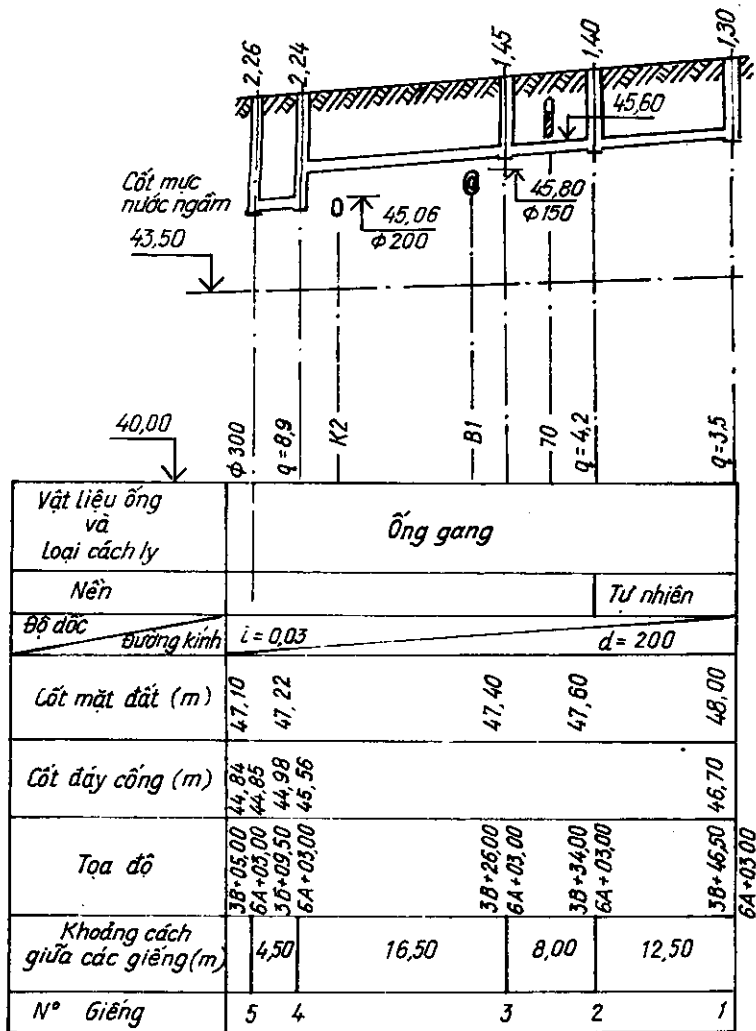 2,26
2,24
1,45
1,40
1,30
45,60
Cốt mực
nước ngầm
43,50
45,06
Φ200
45,80
Φ150
40,00
Φ300
q=8,9
K2
B1
70
q=4,2
q=3,5
Vật liệu ống
và
loại cách ly
Ống gang
Nền
Tự nhiên
Độ dốc
Đường kính
i = 0,03
d = 200
Cốt mặt đất (m)
47,10
47,22
47,40
47,60
48,00
Cốt đáy cống (m)
44,84
44,85
44,98
45,56
46,70
Tọa độ
3B+05,00
6A+03,00
3B+09,50
6A+03,00
3B+26,00
6A+03,00
3B+34,00
6A+03,00
3B+46,50
6A+03,00
Khoảng cách
giữa các giếng(m)
4,50
16,50
8,00
12,50
N° Giếng
5
4
3
2
1